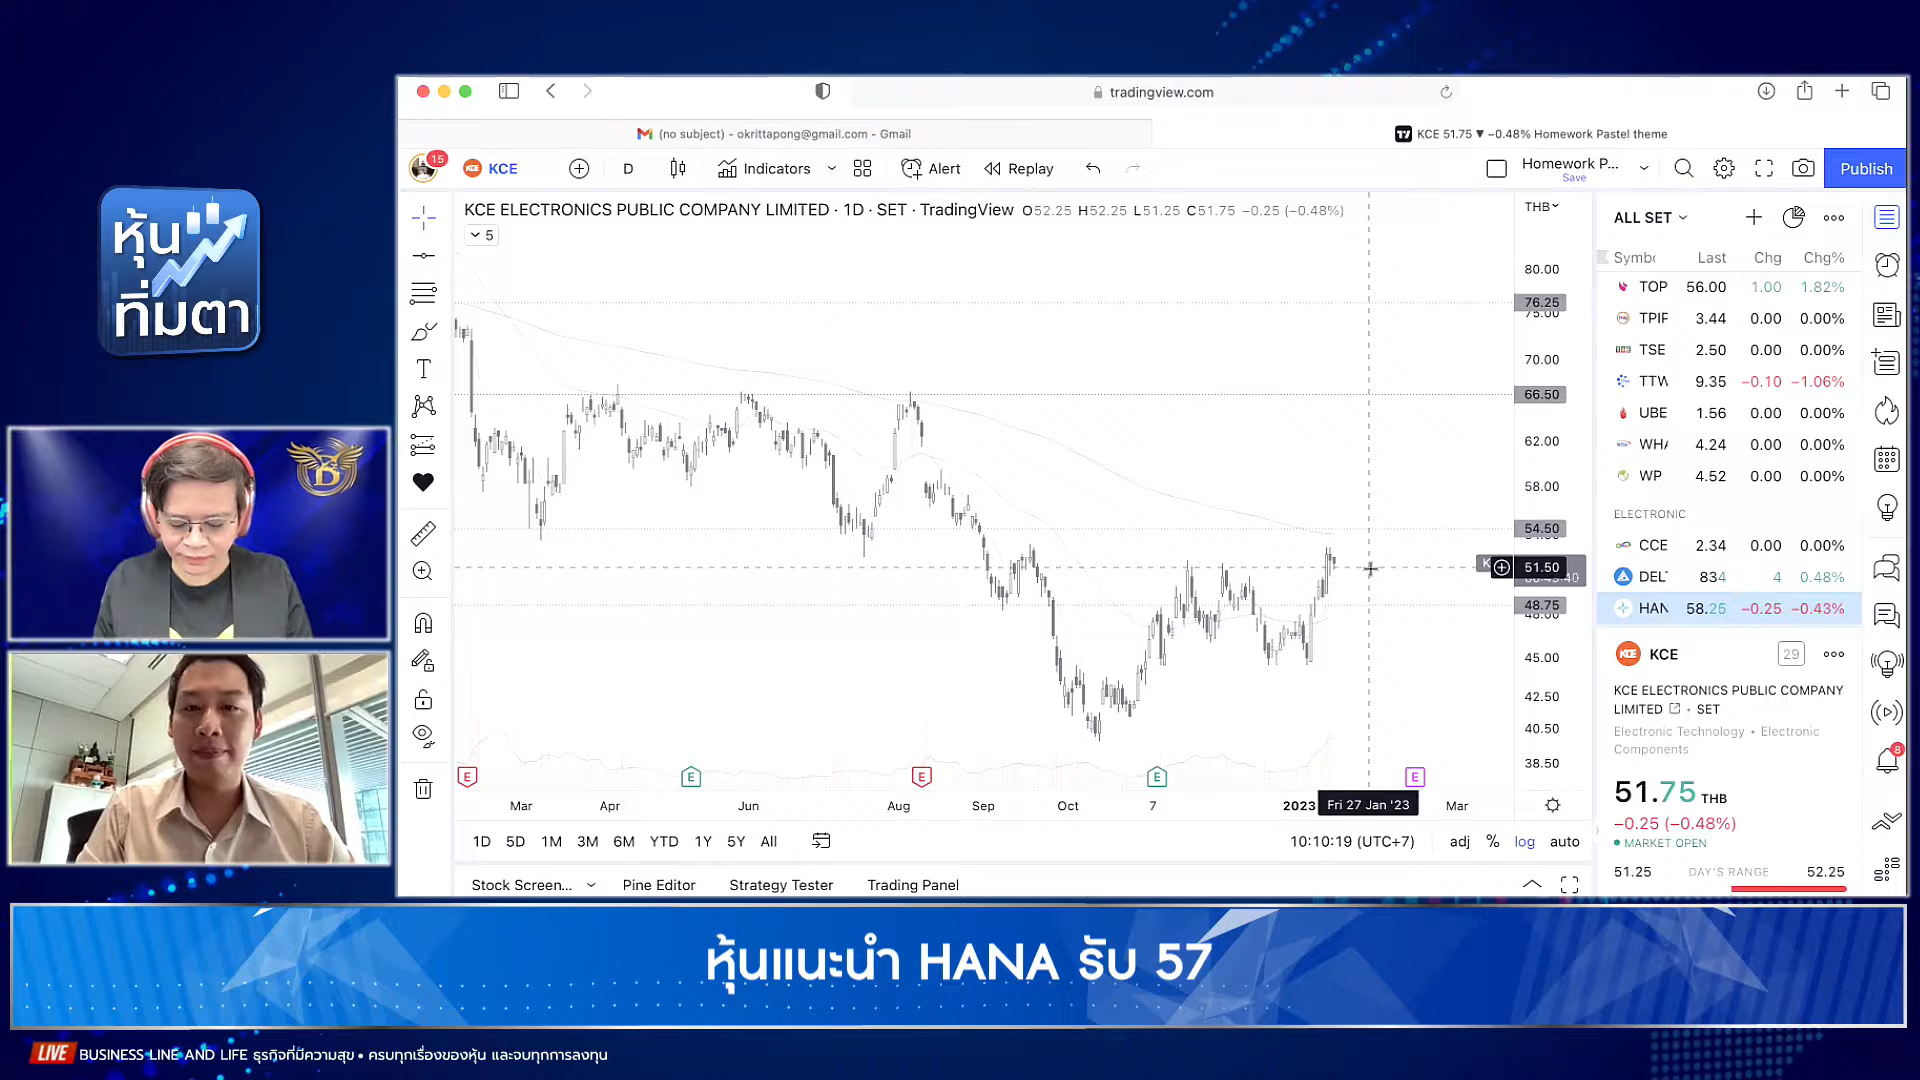 หุ้น
ทิ่มตา
tradingview.com
(no subject) - okrittapong@gmail.com - Gmail
KCE 51.75 ▼ −0.48% Homework Pastel theme
15
KCE
D
Indicators
Alert
Replay
Homework P...
Save
Publish
KCE ELECTRONICS PUBLIC COMPANY LIMITED · 1D · SET · TradingView O52.25 H52.25 L51.25 C51.75 −0.25 (−0.48%)
5
THB
80.00
76.25
75.00
70.00
66.50
62.00
58.00
54.50
51.50
48.75
48.00
45.00
42.50
40.50
38.50
E
E
E
E
E
Mar Apr Jun Aug Sep Oct 7 2023 Fri 27 Jan '23 Mar
1D 5D 1M 3M 6M YTD 1Y 5Y All
10:10:19 (UTC+7) adj % log auto
Stock Screen... Pine Editor Strategy Tester Trading Panel
ALL SET
Symbo Last Chg Chg%
TOP 56.00 1.00 1.82%
TPIF 3.44 0.00 0.00%
TSE 2.50 0.00 0.00%
TTW 9.35 −0.10 −1.06%
UBE 1.56 0.00 0.00%
WHA 4.24 0.00 0.00%
WP 4.52 0.00 0.00%
ELECTRONIC
CCE 2.34 0.00 0.00%
DEL 834 4 0.48%
HAN 58.25 −0.25 −0.43%
KCE
29
KCE ELECTRONICS PUBLIC COMPANY
LIMITED • SET
Electronic Technology • Electronic
Components
51.75 THB
−0.25 (−0.48%)
MARKET OPEN
51.25 DAY'S RANGE 52.25
8
หุ้นแนะนำ HANA รับ 57
LIVE BUSINESS LINE AND LIFE ธุรกิจที่มีความสุข • ครบทุกเรื่องของหุ้น และจบทุกการลงทุน